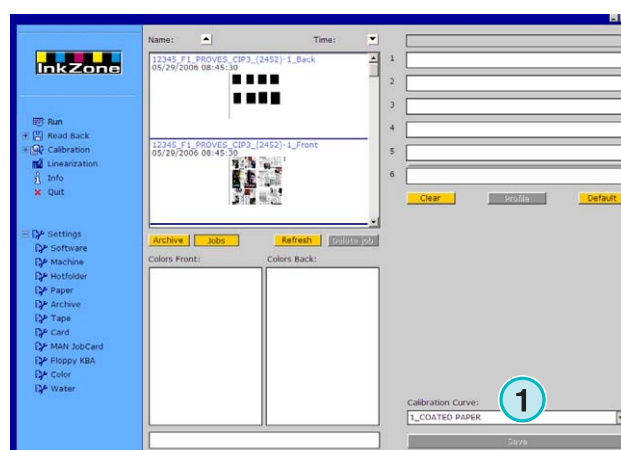 InkZone
Run
Read Back
Calibration
Linearization
Info
Quit
Settings
Software
Machine
Hotfolder
Paper
Archive
Tape
Card
MAN JobCard
Floppy KBA
Color
Water
Name:
Time:
12345_F1_PROVES_CIP3_(2452)-1_Back
05/29/2006 08:45:30
12345_F1_PROVES_CIP3_(2452)-1_Front
05/29/2006 08:45:30
Archive
Jobs
Refresh
Delete job
Colors Front:
Colors Back:
1
2
3
4
5
6
Clear
Profile
Default
Calibration Curve:
1
1_COATED PAPER
Save